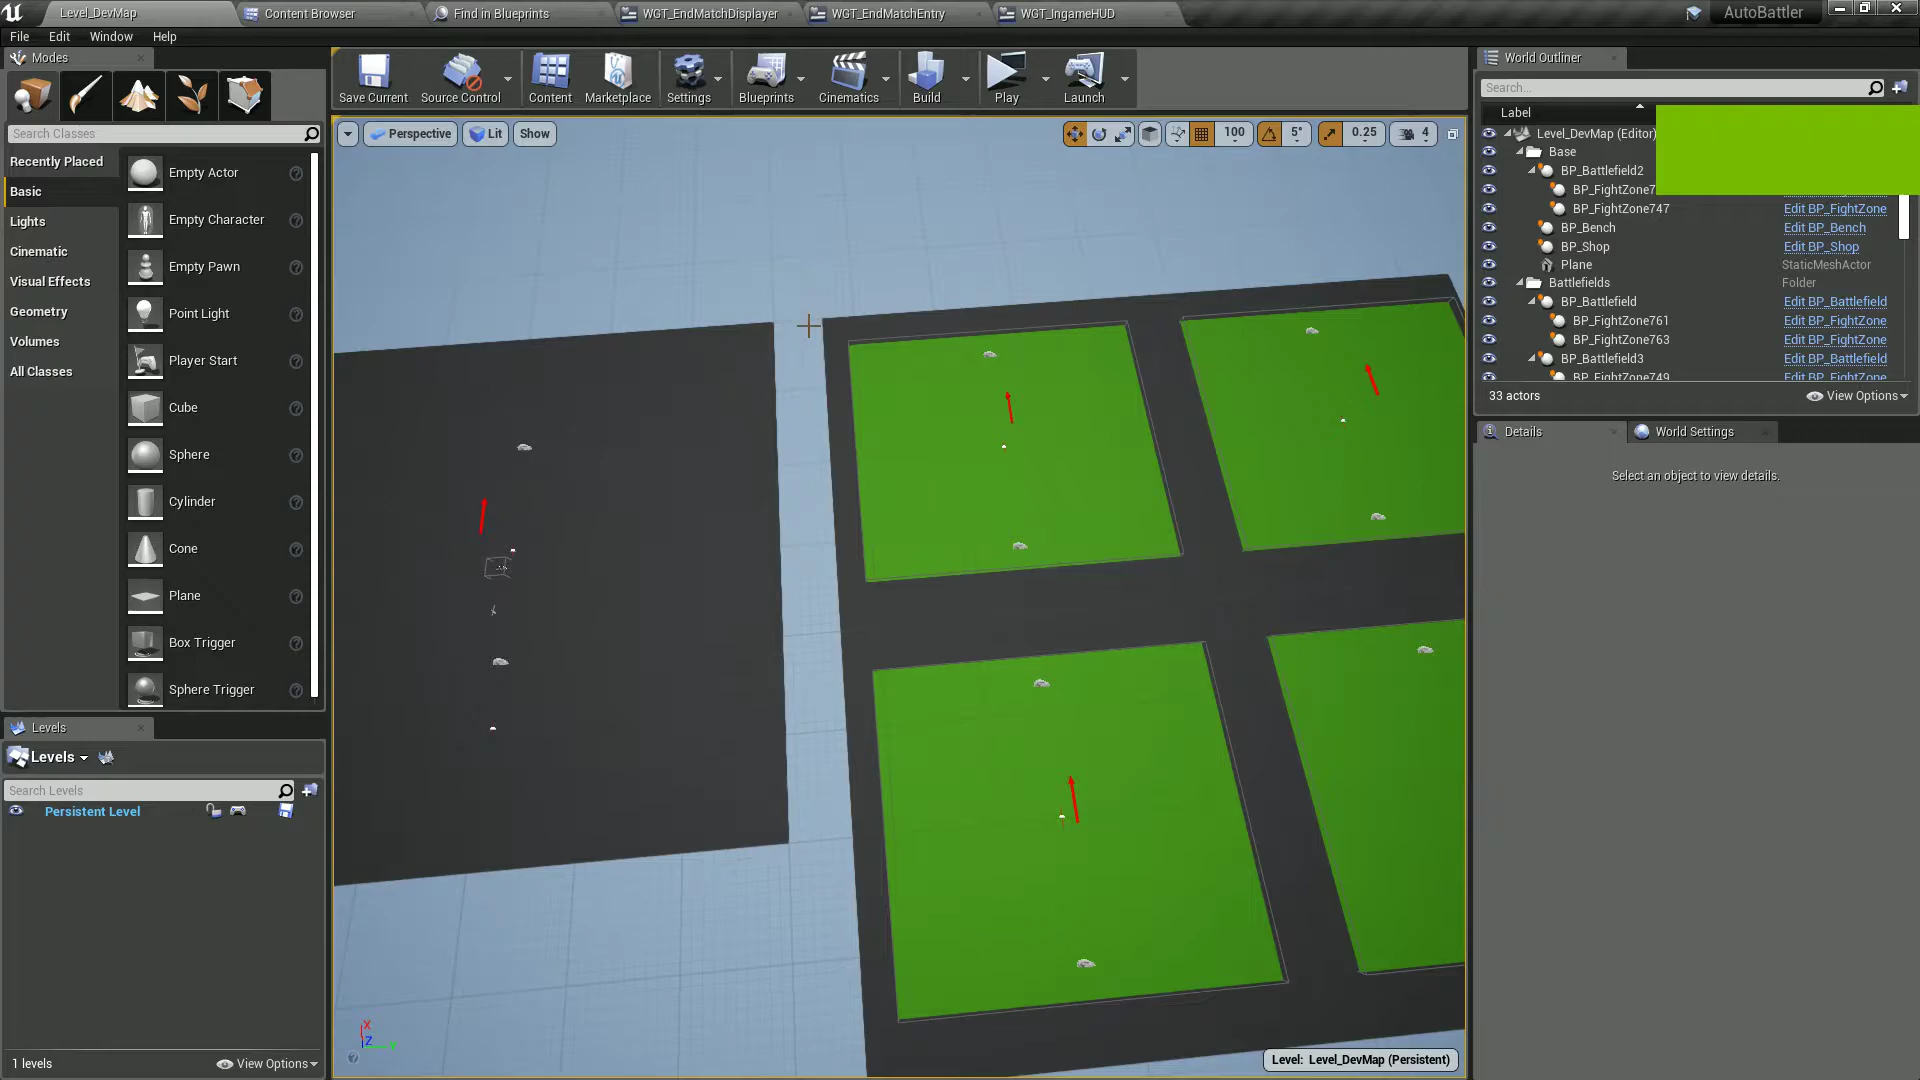 Level_DevMap
Content Browser
Find in Blueprints
WGT_EndMatchDisplayer
WGT_EndMatchEntry
WGT_IngameHUD
AutoBattler
File Edit Window Help
Modes
Save Current
Source Control
Content
Marketplace
Settings
Blueprints
Cinematics
Build
Play
Launch
World Outliner
Search Classes
Perspective
Lit
Show
100
5°
0.25
4
Search...
Label
Recently Placed
Basic
Lights
Cinematic
Visual Effects
Geometry
Volumes
All Classes
Empty Actor
Empty Character
Empty Pawn
Point Light
Player Start
Cube
Sphere
Cylinder
Cone
Plane
Box Trigger
Sphere Trigger
Level_DevMap (Editor)
Base
BP_Battlefield2
BP_FightZone7
BP_FightZone747 Edit BP_FightZone
BP_Bench Edit BP_Bench
BP_Shop Edit BP_Shop
Plane StaticMeshActor
Battlefields Folder
BP_Battlefield Edit BP_Battlefield
BP_FightZone761 Edit BP_FightZone
BP_FightZone763 Edit BP_FightZone
BP_Battlefield3 Edit BP_Battlefield
BP_FightZone749 Edit BP_FightZone
33 actors
View Options
Details
World Settings
Select an object to view details.
Levels
Levels
Search Levels
Persistent Level
1 levels
View Options
X
Z
Y
Level: Level_DevMap (Persistent)